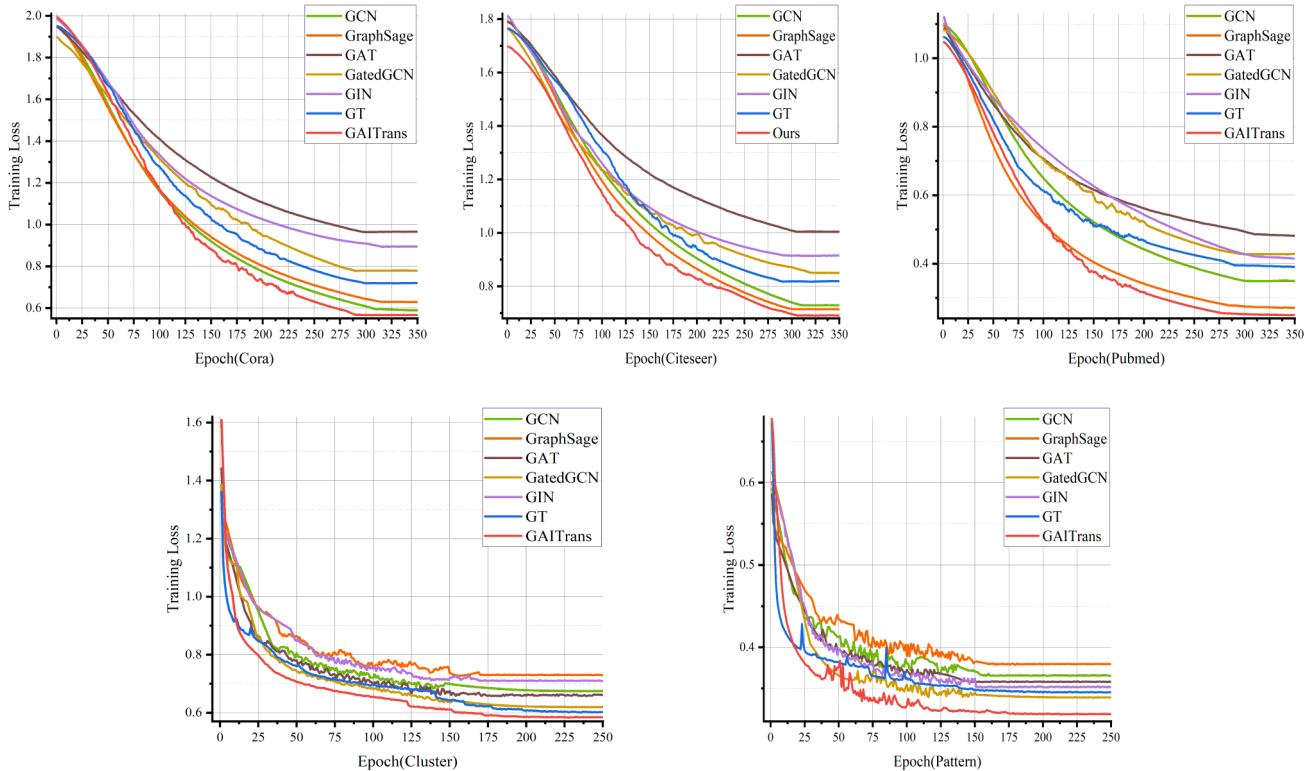 2.0
1.8
1.6
1.4
1.2
1.0
0.8
0.6
Training Loss
0 25 50 75 100 125 150 175 200 225 250 275 300 325 350
Epoch(Cora)
GCN
GraphSage
GAT
GatedGCN
GIN
GT
GAITrans
1.8
1.6
1.4
1.2
1.0
0.8
Training Loss
0 25 50 75 100 125 150 175 200 225 250 275 300 325 350
Epoch(Citeseer)
GCN
GraphSage
GAT
GatedGCN
GIN
GT
Ours
1.0
0.8
0.6
0.4
Training Loss
0 25 50 75 100 125 150 175 200 225 250 275 300 325 350
Epoch(Pubmed)
GCN
GraphSage
GAT
GatedGCN
GIN
GT
GAITrans
1.6
1.4
1.2
1.0
0.8
0.6
Training Loss
0 25 50 75 100 125 150 175 200 225 250
Epoch(Cluster)
GCN
GraphSage
GAT
GatedGCN
GIN
GT
GAITrans
0.6
0.5
0.4
Training Loss
0 25 50 75 100 125 150 175 200 225 250
Epoch(Pattern)
GCN
GraphSage
GAT
GatedGCN
GIN
GT
GAITrans